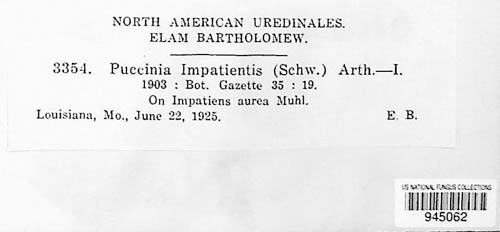 NORTH AMERICAN UREDINALES.
ELAM BARTHOLOMEW.
3354. Puccinia Impatientis (Schw.) Arth.—I.
1903 : Bot. Gazette 35 : 19.
On Impatiens aurea Muhl.
Louisiana, Mo., June 22, 1925. E. B.
US NATIONAL FUNGUS COLLECTIONS
945062